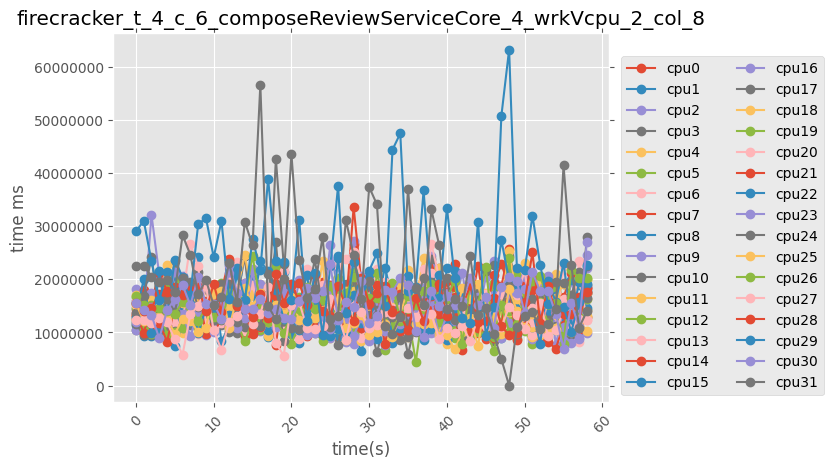 firecracker_t_4_c_6_composeReviewServiceCore_4_wrkVcpu_2_col_8
time ms
60000000
50000000
40000000
30000000
20000000
10000000
0
0
10
20
30
40
50
60
time(s)
cpu0
cpu1
cpu2
cpu3
cpu4
cpu5
cpu6
cpu7
cpu8
cpu9
cpu10
cpu11
cpu12
cpu13
cpu14
cpu15
cpu16
cpu17
cpu18
cpu19
cpu20
cpu21
cpu22
cpu23
cpu24
cpu25
cpu26
cpu27
cpu28
cpu29
cpu30
cpu31